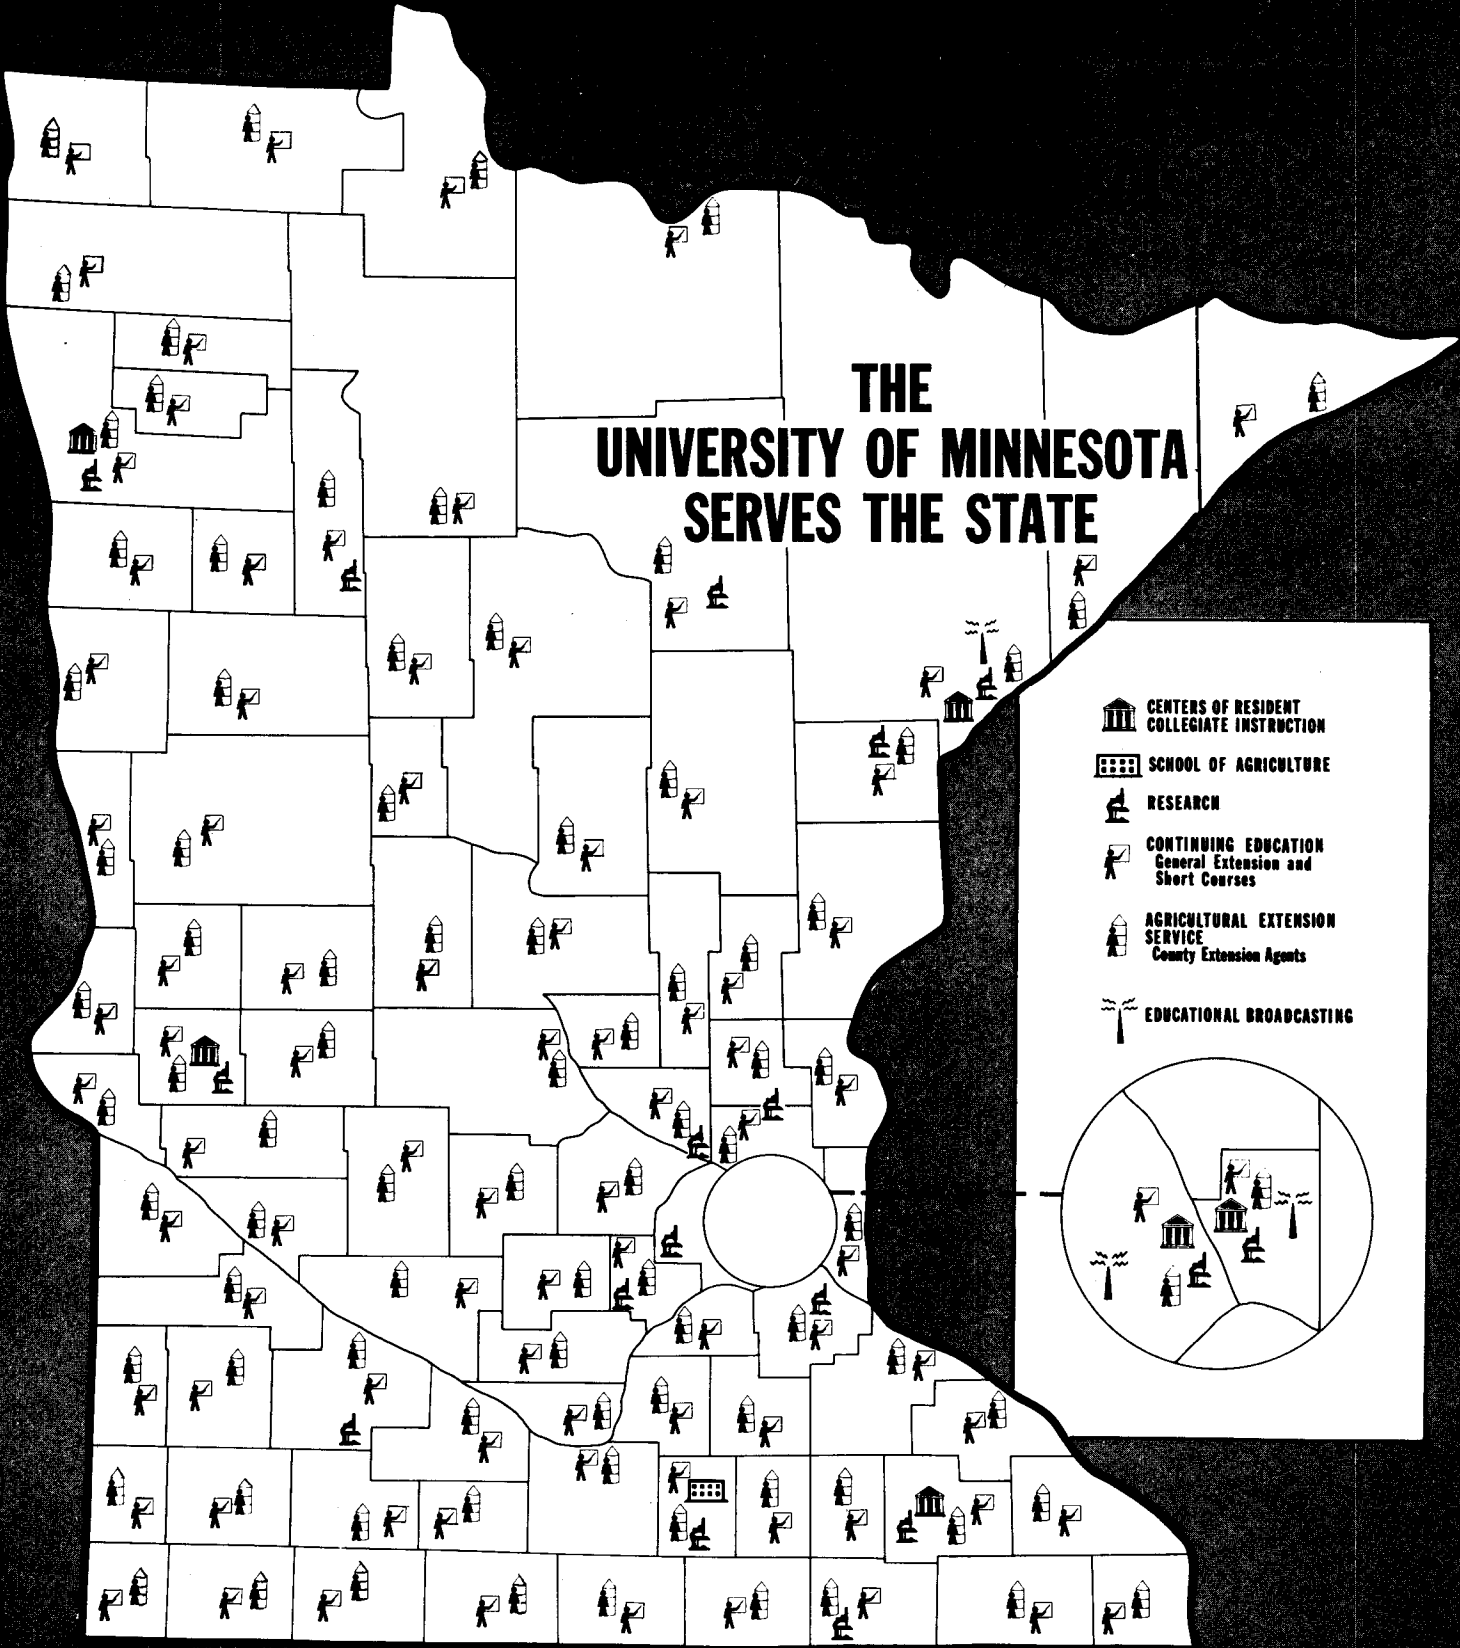 THE
UNIVERSITY OF MINNESOTA
SERVES THE STATE
CENTERS OF RESIDENT
COLLEGIATE INSTRUCTION
SCHOOL OF AGRICULTURE
RESEARCH
CONTINUING EDUCATION
General Extension and
Short Courses
AGRICULTURAL EXTENSION
SERVICE
County Extension Agents
EDUCATIONAL BROADCASTING